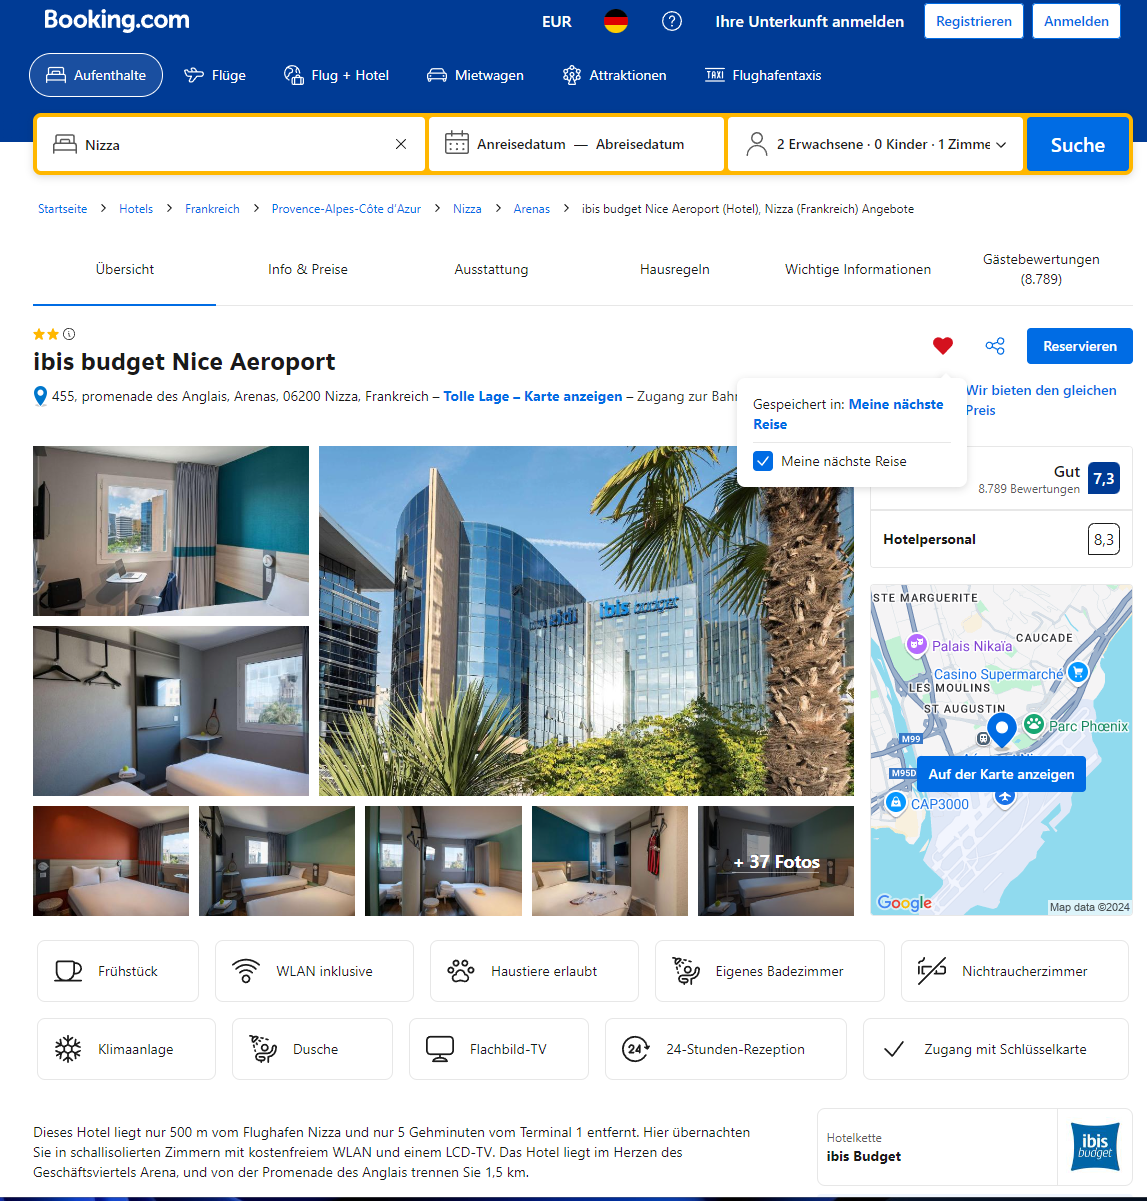 Booking.com
EUR
Ihre Unterkunft anmelden
Registrieren
Anmelden
Aufenthalte
Flüge
Flug + Hotel
Mietwagen
Attraktionen
TAXI
Flughafentaxis
Nizza
Anreisedatum — Abreisedatum
2 Erwachsene · 0 Kinder · 1 Zimme
Suche
Startseite > Hotels > Frankreich > Provence-Alpes-Côte d'Azur > Nizza > Arenas > ibis budget Nice Aeroport (Hotel), Nizza (Frankreich) Angebote
Übersicht
Info & Preise
Ausstattung
Hausregeln
Wichtige Informationen
Gästebewertungen
(8.789)
ibis budget Nice Aeroport
Reservieren
455, promenade des Anglais, Arenas, 06200 Nizza, Frankreich – Tolle Lage – Karte anzeigen – Zugang zur Bahn
Wir bieten den gleichen
Preis
Gespeichert in: Meine nächste
Reise
Meine nächste Reise
Gut
8.789 Bewertungen
7,3
Hotelpersonal
8,3
ibis budget
STE MARGUERITE
CAUCADE
Palais Nikaïa
Casino Supermarché
LES MOULINS
ST AUGUSTIN
Parc Phœnix
M99
M95D
Auf der Karte anzeigen
CAP3000
Google
Map data ©2024
+ 37 Fotos
Frühstück
WLAN inklusive
Haustiere erlaubt
Eigenes Badezimmer
Nichtraucherzimmer
Klimaanlage
Dusche
Flachbild-TV
24
24-Stunden-Rezeption
Zugang mit Schlüsselkarte
Dieses Hotel liegt nur 500 m vom Flughafen Nizza und nur 5 Gehminuten vom Terminal 1 entfernt. Hier übernachten
Sie in schallisolierten Zimmern mit kostenfreiem WLAN und einem LCD-TV. Das Hotel liegt im Herzen des
Geschäftsviertels Arena, und von der Promenade des Anglais trennen Sie 1,5 km.
Hotelkette
ibis Budget
ibis
budget